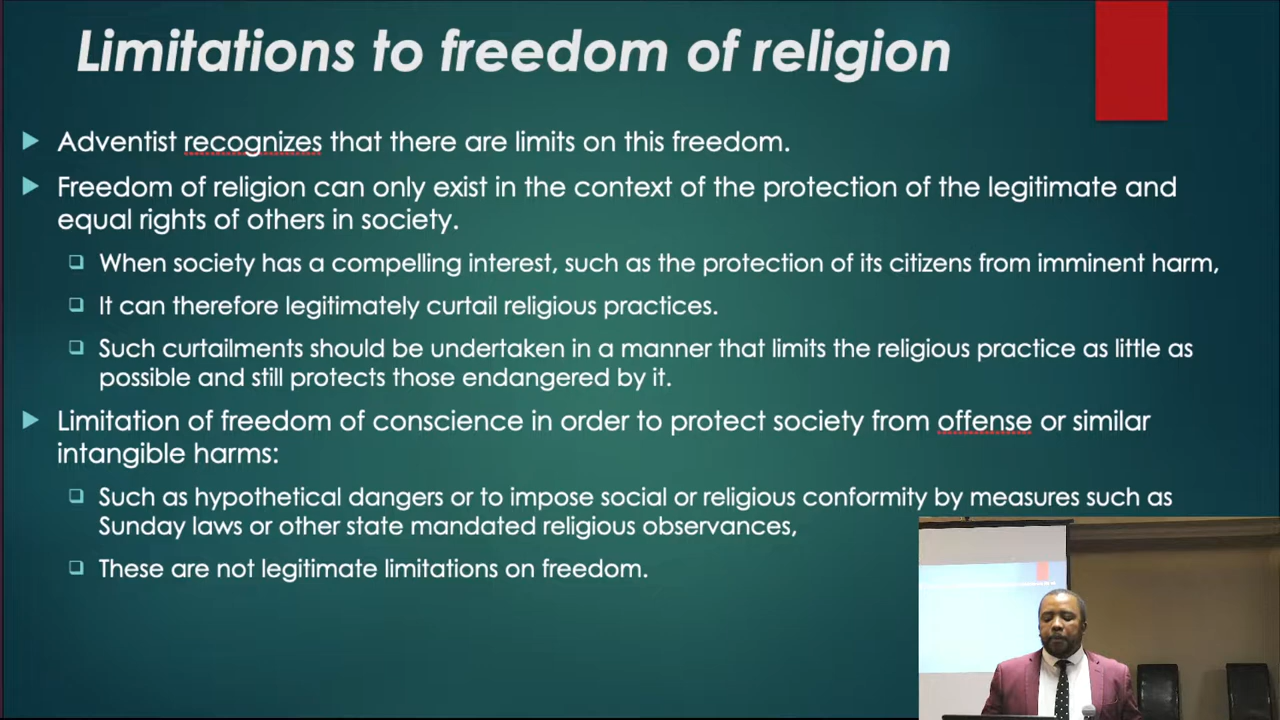 Limitations to freedom of religion
Adventist recognizes that there are limits on this freedom.
Freedom of religion can only exist in the context of the protection of the legitimate and
equal rights of others in society.
When society has a compelling interest, such as the protection of its citizens from imminent harm,
It can therefore legitimately curtail religious practices.
Such curtailments should be undertaken in a manner that limits the religious practice as little as
possible and still protects those endangered by it.
Limitation of freedom of conscience in order to protect society from offense or similar
intangible harms:
Such as hypothetical dangers or to impose social or religious conformity by measures such as
Sunday laws or other state mandated religious observances,
These are not legitimate limitations on freedom.